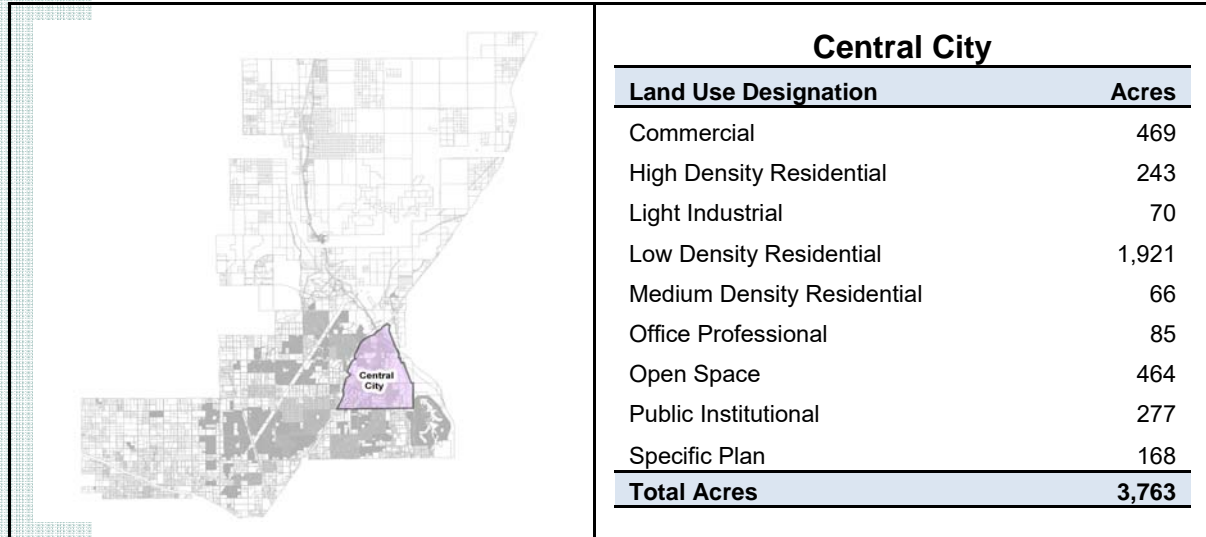 Central
City
Central City
Land Use Designation Acres
Commercial 469
High Density Residential 243
Light Industrial 70
Low Density Residential 1,921
Medium Density Residential 66
Office Professional 85
Open Space 464
Public Institutional 277
Specific Plan 168
Total Acres 3,763